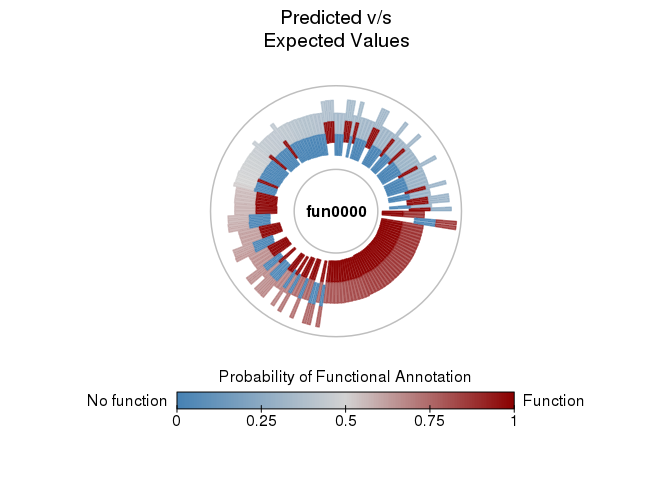 Predicted v/s
Expected Values
fun0000
Probability of Functional Annotation
No function
Function
0
0.25
0.5
0.75
1